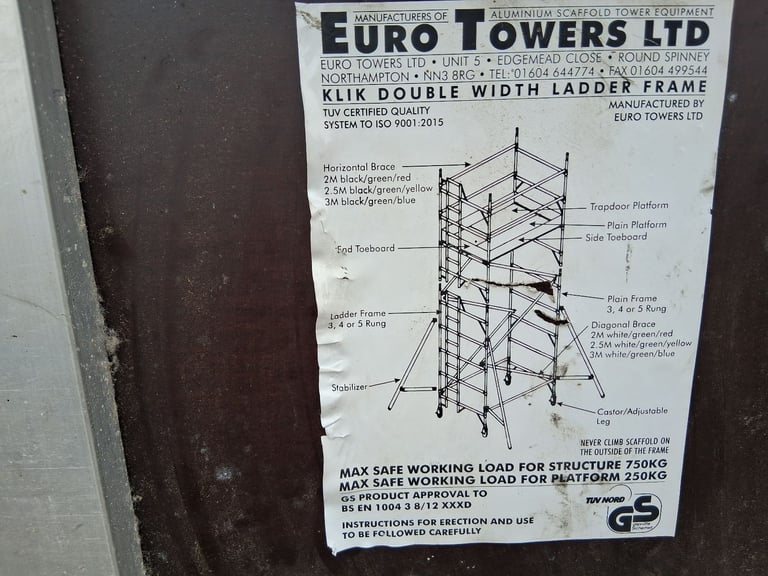 MANUFACTURERS OF ALUMINIUM SCAFFOLD TOWER EQUIPMENT
EURO TOWERS LTD
EURO TOWERS LTD • UNIT 5 • EDGEMEAD CLOSE • ROUND SPINNEY
NORTHAMPTON • NN3 8RG • TEL: 01604 644774 • FAX 01604 499544
KLIK DOUBLE WIDTH LADDER FRAME
TUV CERTIFIED QUALITY
SYSTEM TO ISO 9001:2015
MANUFACTURED BY
EURO TOWERS LTD
Horizontal Brace
2M black/green/red
2.5M black/green/yellow
3M black/green/blue
Trapdoor Platform
Plain Platform
Side Toeboard
End Toeboard
Plain Frame
3, 4 or 5 Rung
Ladder Frame
3, 4 or 5 Rung
Diagonal Brace
2M white/green/red
2.5M white/green/yellow
3M white/green/blue
Stabilizer
Castor/Adjustable
Leg
NEVER CLIMB SCAFFOLD ON
THE OUTSIDE OF THE FRAME
MAX SAFE WORKING LOAD FOR STRUCTURE 750KG
MAX SAFE WORKING LOAD FOR PLATFORM 250KG
GS PRODUCT APPROVAL TO
BS EN 1004 3 8/12 XXXD
INSTRUCTIONS FOR ERECTION AND USE
TO BE FOLLOWED CAREFULLY
TUV NORD
GS